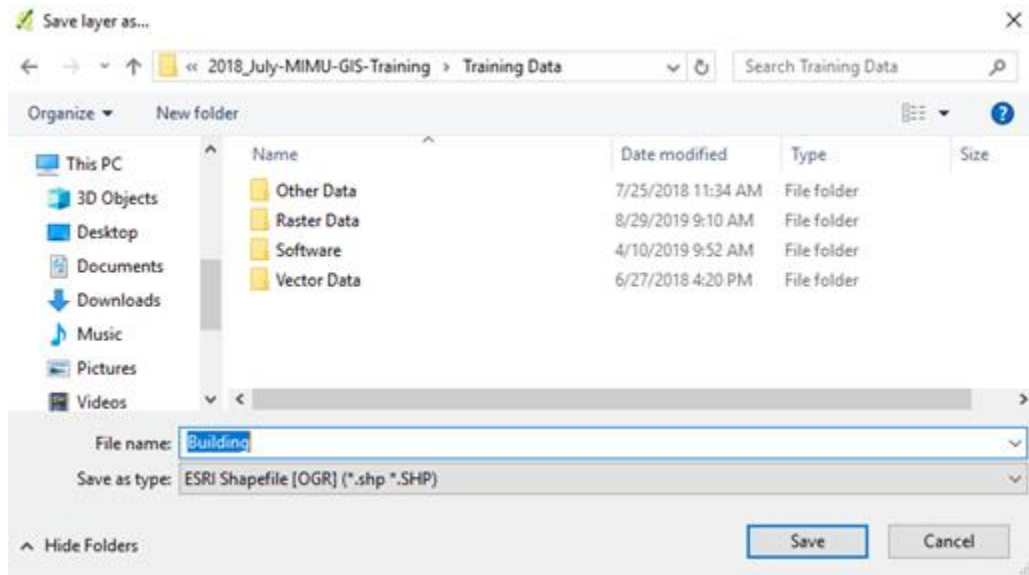 Save layer as...
« 2018_July-MIMU-GIS-Training › Training Data
Search Training Data
Organize
New folder
Name Date modified Type Size
This PC
3D Objects
Desktop
Documents
Downloads
Music
Pictures
Videos
Other Data 7/25/2018 11:34 AM File folder
Raster Data 8/29/2019 9:10 AM File folder
Software 4/10/2019 9:52 AM File folder
Vector Data 6/27/2018 4:20 PM File folder
File name: Building
Save as type: ESRI Shapefile [OGR] (*.shp *.SHP)
Hide Folders
Save
Cancel